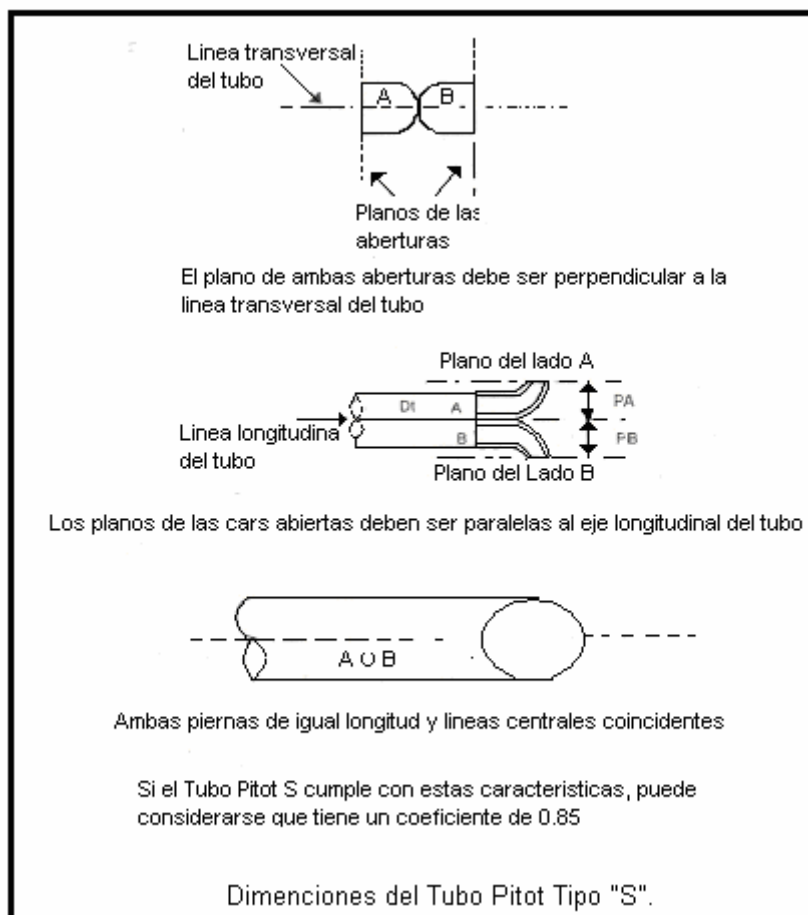 Linea transversal
del tubo
A B
Planos de las
aberturas
El plano de ambas aberturas debe ser perpendicular a la
linea transversal del tubo
Plano del lado A
Dt A PA
Linea longitudina
del tubo
B PB
Plano del Lado B
Los planos de las cars abiertas deben ser paralelas al eje longitudinal del tubo
A O B
Ambas piernas de igual longitud y lineas centrales coincidentes
Si el Tubo Pitot S cumple con estas caracteristicas, puede
considerarse que tiene un coeficiente de 0.85
Dimenciones del Tubo Pitot Tipo "S".